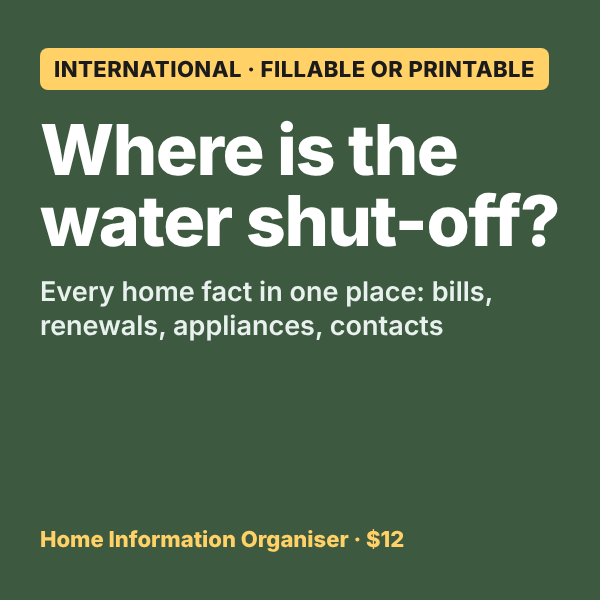 INTERNATIONAL · FILLABLE OR PRINTABLE
Where is the
water shut-off?
Every home fact in one place: bills,
renewals, appliances, contacts
Home Information Organiser · $12